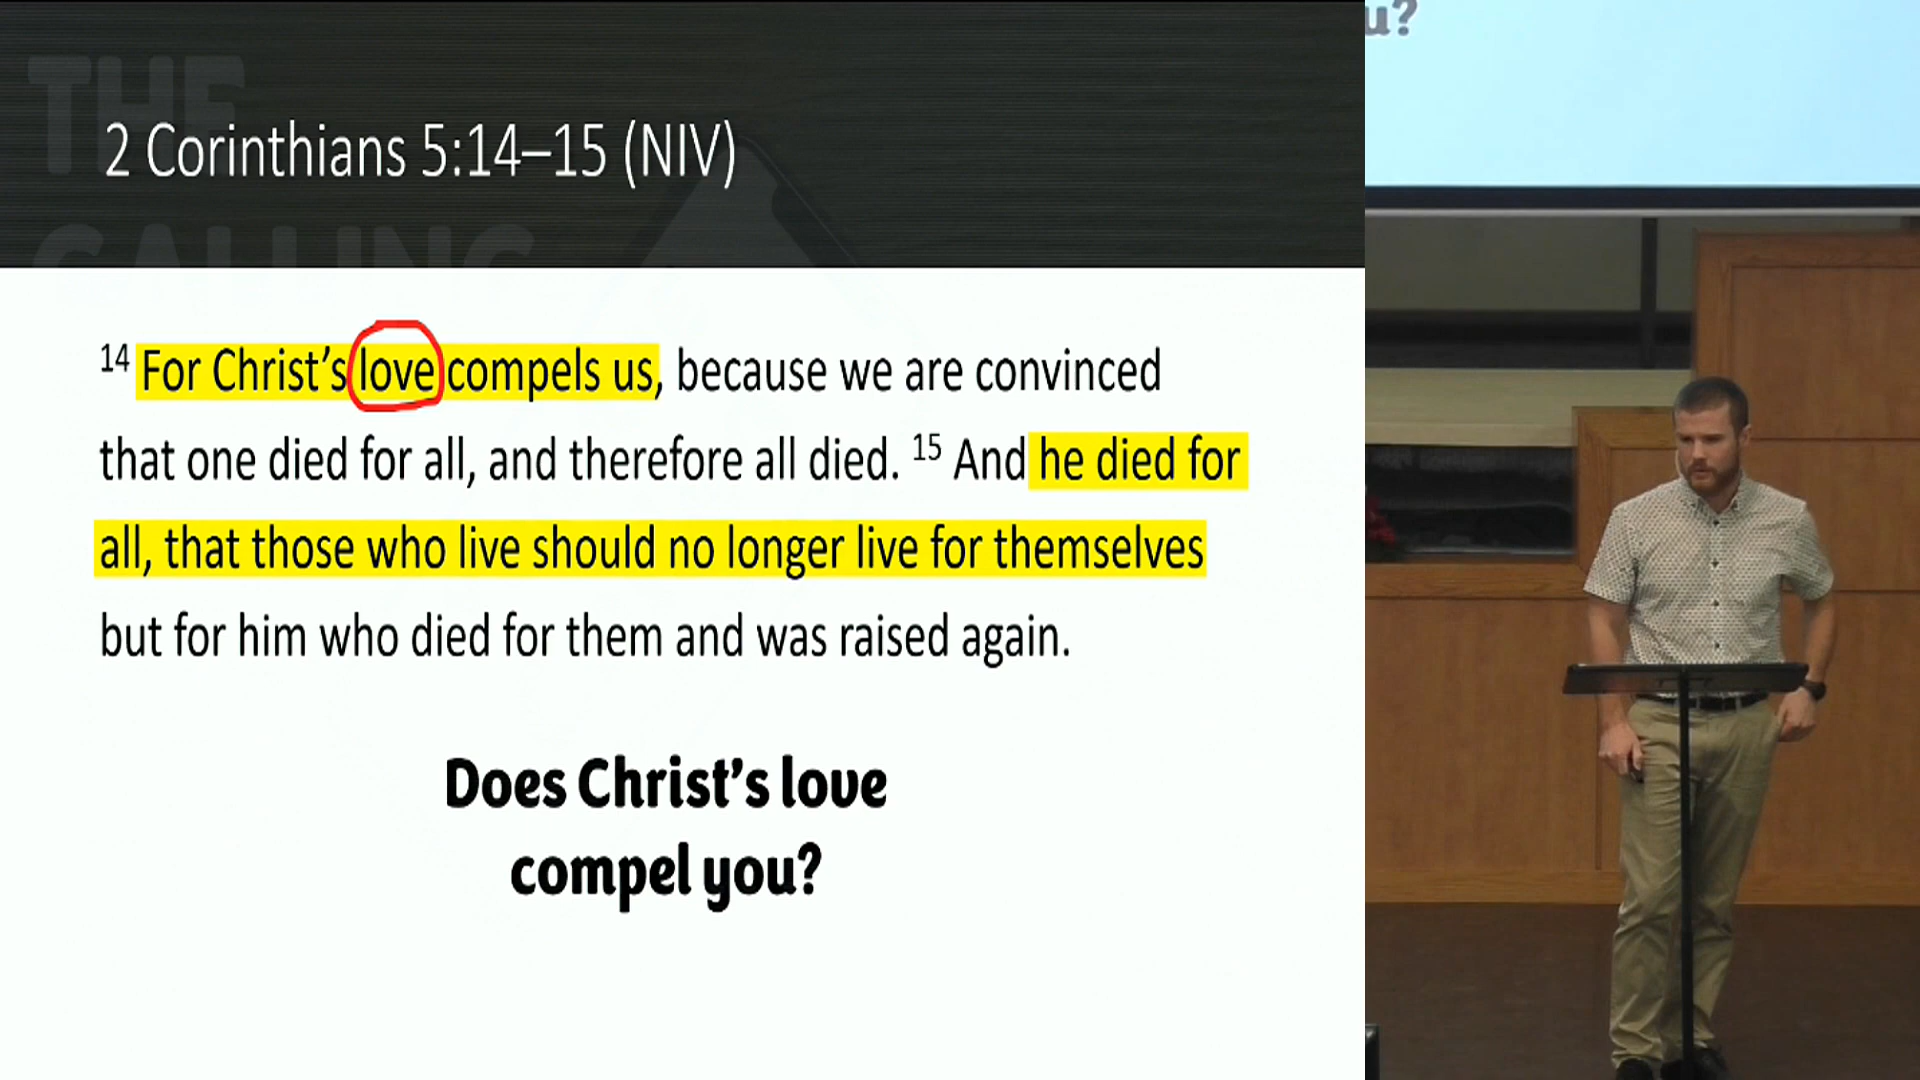 THE
CALLING
2 Corinthians 5:14–15 (NIV)
14 For Christ’s love compels us, because we are convinced
that one died for all, and therefore all died. 15 And he died for
all, that those who live should no longer live for themselves
but for him who died for them and was raised again.
Does Christ’s love
compel you?
u?